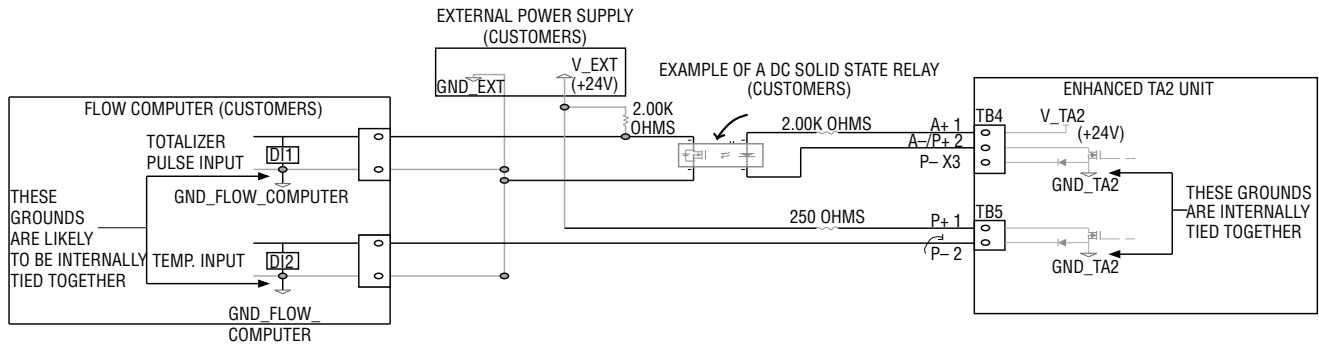 EXTERNAL POWER SUPPLY
(CUSTOMERS)
GND_EXT
V_EXT
(+24V)
2.00K
OHMS
EXAMPLE OF A DC SOLID STATE RELAY
(CUSTOMERS)
FLOW COMPUTER (CUSTOMERS)
TOTALIZER
PULSE INPUT
DI1
GND_FLOW_COMPUTER
THESE
GROUNDS
ARE LIKELY
TO BE INTERNALLY
TIED TOGETHER
TEMP. INPUT
DI2
GND_FLOW_
COMPUTER
2.00K OHMS
250 OHMS
ENHANCED TA2 UNIT
TB4
A+ 1
A–/P+ 2
P– X3
V_TA2
(+24V)
GND_TA2
TB5
P+ 1
P– 2
GND_TA2
THESE GROUNDS
ARE INTERNALLY
TIED TOGETHER